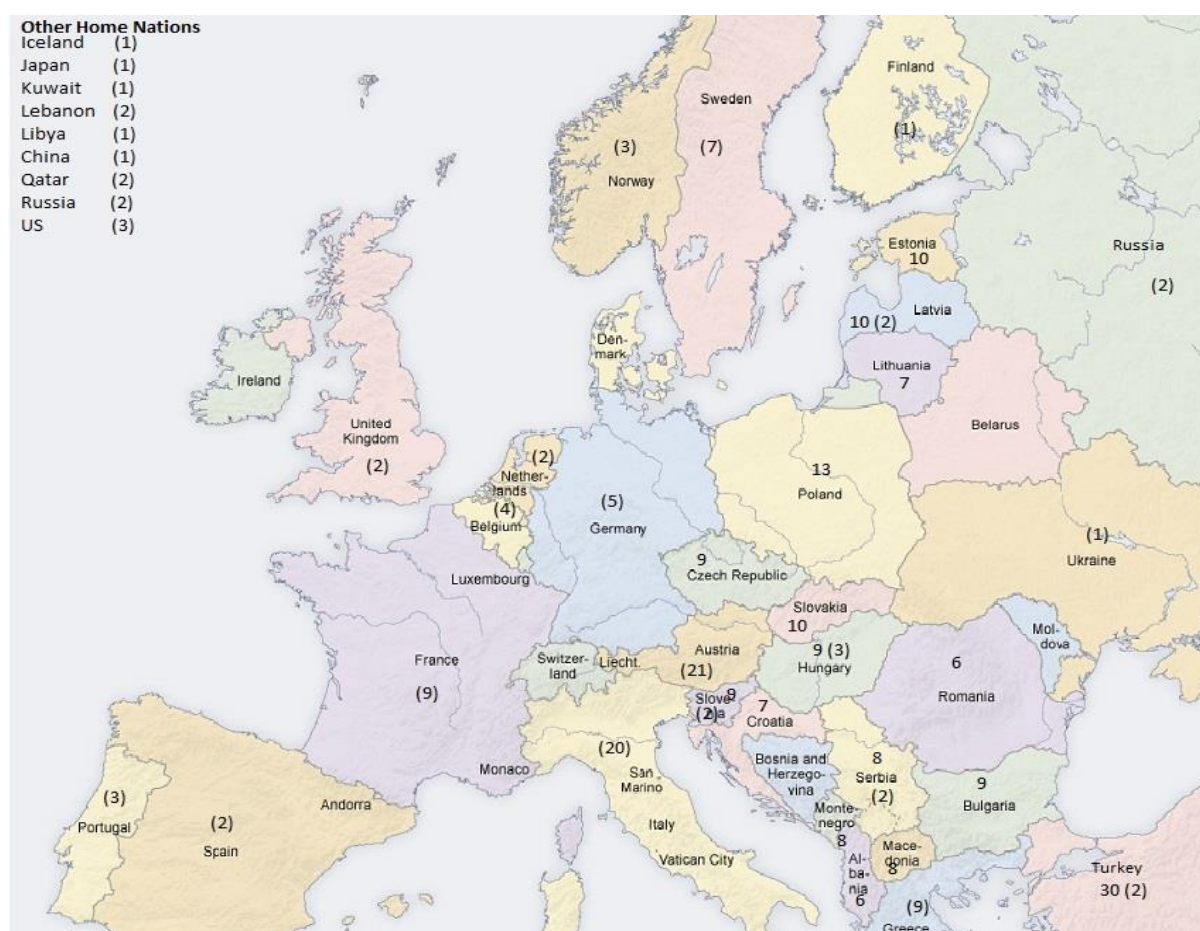 Other Home Nations
Iceland (1)
Japan (1)
Kuwait (1)
Lebanon (2)
Libya (1)
China (1)
Qatar (2)
Russia (2)
US (3)
Finland
(1)
Sweden
(7)
(3)
Norway
Estonia
10
Russia
(2)
Latvia
10 (2)
Lithuania
7
Den-
mark
Ireland
United
Kingdom
(2)
Belarus
(2)
Nether-
lands
(4)
Belgium
(5)
Germany
13
Poland
(1)
Ukraine
9
Czech Republic
Luxembourg
Slovakia
10
Mol-
dova
France
(9)
Switzer-
land
Liecht.
Austria
(21)
9 (3)
Hungary
6
Romania
9
Slove-
nia
(2)
7
Croatia
(20)
San
Marino
Monaco
Bosnia and
Herzego-
vina
8
Serbia
(2)
9
Bulgaria
Andorra
(3)
Portugal
(2)
Spain
Italy
Vatican City
Monte-
negro
8
Al-
ba-
nia
6
Mace-
donia
8
Turkey
30 (2)
(9)
Greece